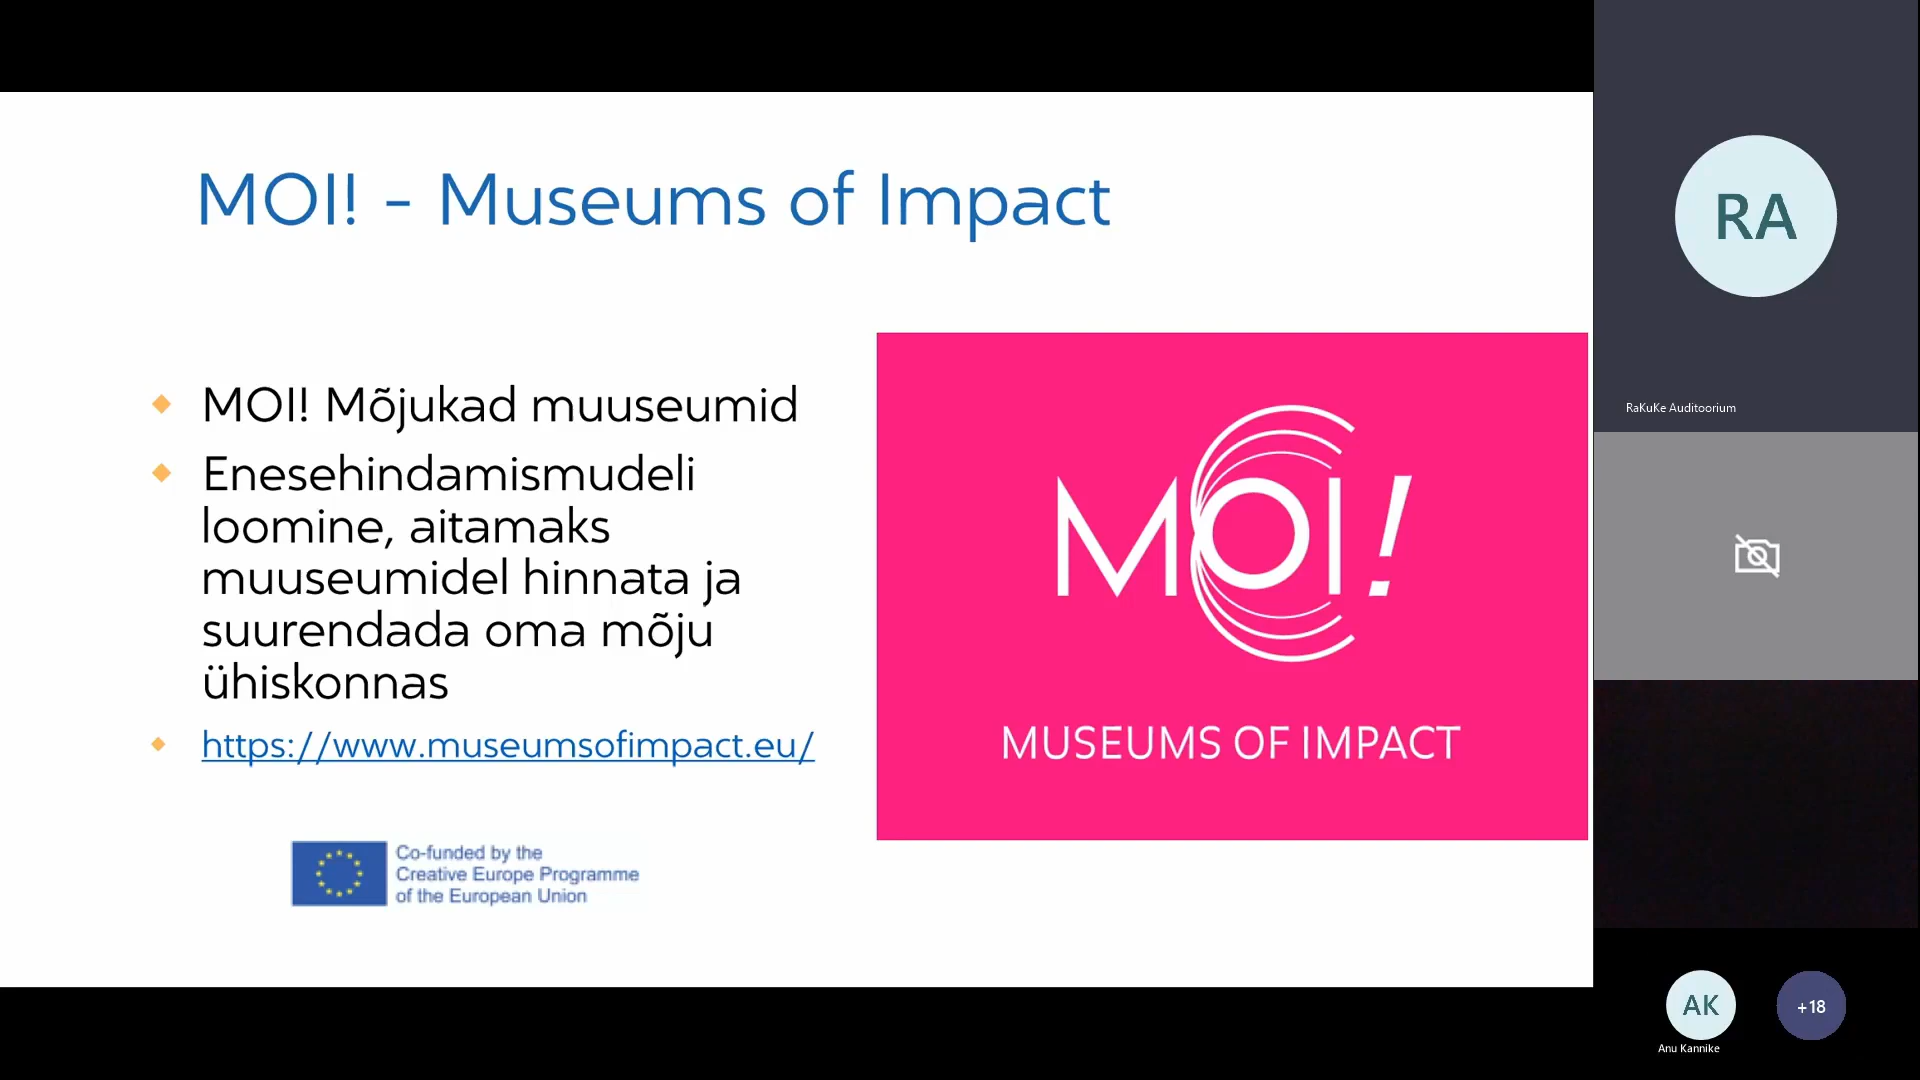 MOI! - Museums of Impact
MOI! Mõjukad muuseumid
Enesehindamismudeli
loomine, aitamaks
muuseumidel hinnata ja
suurendada oma mõju
ühiskonnas
https://www.museumsofimpact.eu/
Co-funded by the
Creative Europe Programme
of the European Union
MOI!
MUSEUMS OF IMPACT
RA
RaKuKe Auditoorium
AK
+18
Anu Kannike